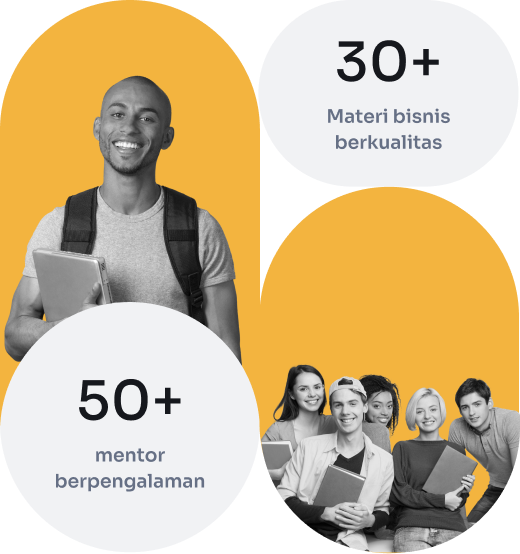 30+
Materi bisnis
berkualitas
50+
mentor
berpengalaman